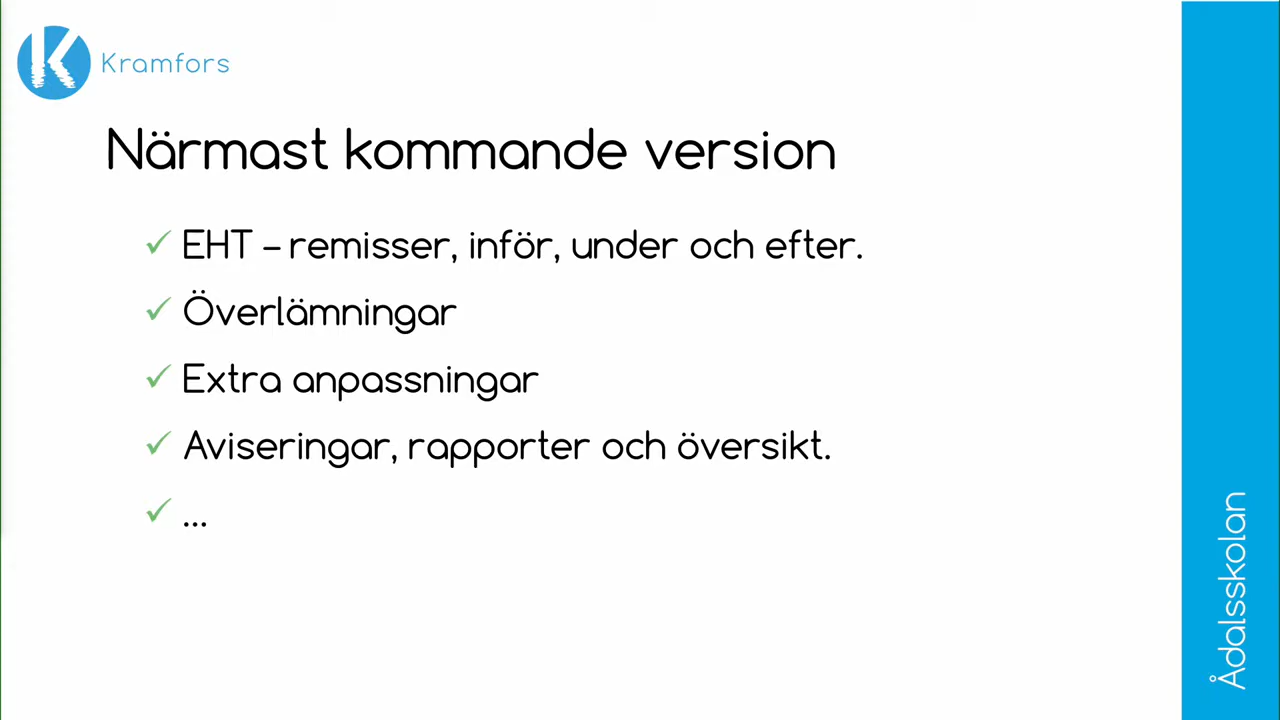 Kramfors
Närmast kommande version
✓ EHT – remisser, inför, under och efter.
✓ Överlämningar
✓ Extra anpassningar
✓ Aviseringar, rapporter och översikt.
✓ ...
Ådalsskolan